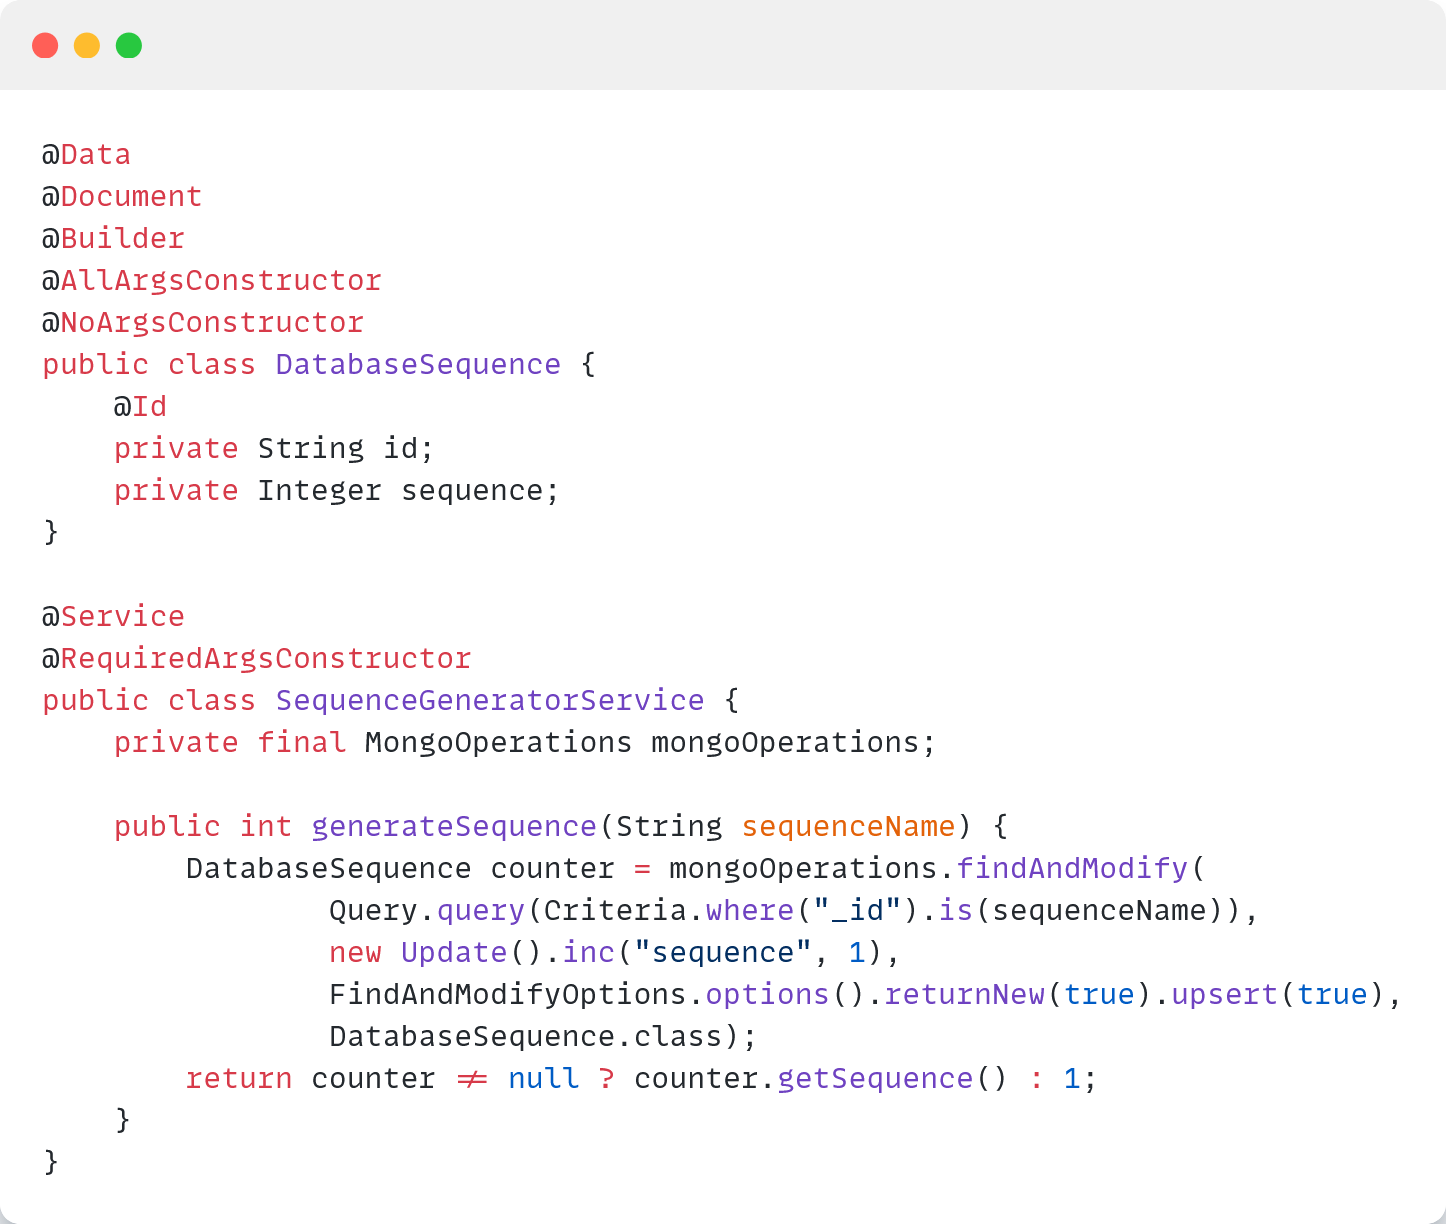 @Data
@Document
@Builder
@AllArgsConstructor
@NoArgsConstructor
public class DatabaseSequence {
    @Id
    private String id;
    private Integer sequence;
}

@Service
@RequiredArgsConstructor
public class SequenceGeneratorService {
    private final MongoOperations mongoOperations;

    public int generateSequence(String sequenceName) {
        DatabaseSequence counter = mongoOperations.findAndModify(
                Query.query(Criteria.where("_id").is(sequenceName)),
                new Update().inc("sequence", 1),
                FindAndModifyOptions.options().returnNew(true).upsert(true),
                DatabaseSequence.class);
        return counter != null ? counter.getSequence() : 1;
    }
}